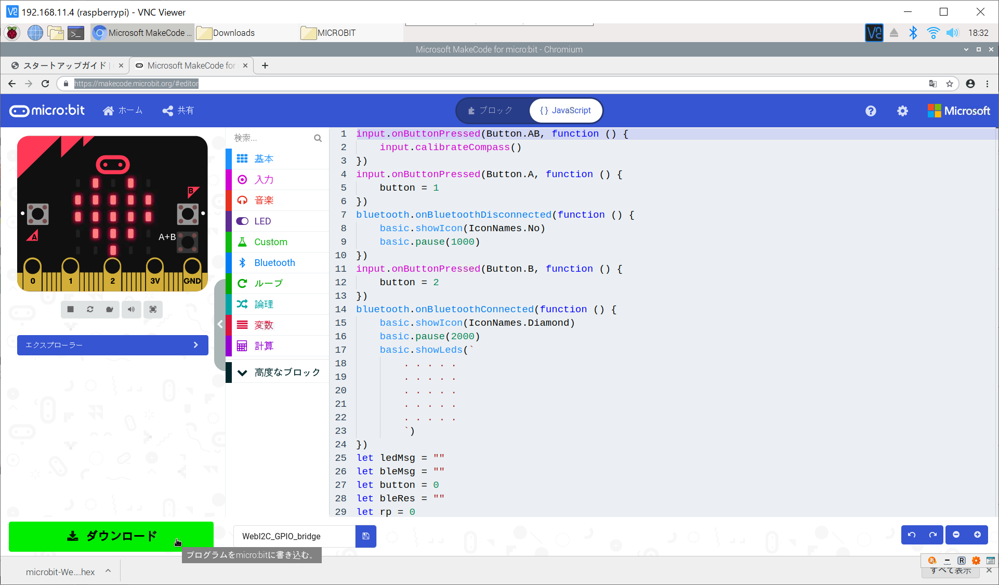 192.168.11.4 (raspberrypi) - VNC Viewer
Microsoft MakeCode ...
Downloads
MICROBIT
18:32
Microsoft MakeCode for micro:bit - Chromium
スタートアップガイド |
Microsoft MakeCode for
https://makecode.microbit.org/#editor
micro:bit
ホーム
共有
ブロック
{} JavaScript
Microsoft
B
A
A+B
0
1
2
3V
GND
エクスプローラー
検索...
基本
入力
音楽
LED
Custom
Bluetooth
ループ
論理
変数
計算
高度なブロック
1 input.onButtonPressed(Button.AB, function () {
2     input.calibrateCompass()
3 })
4 input.onButtonPressed(Button.A, function () {
5     button = 1
6 })
7 bluetooth.onBluetoothDisconnected(function () {
8     basic.showIcon(IconNames.No)
9     basic.pause(1000)
10 })
11 input.onButtonPressed(Button.B, function () {
12     button = 2
13 })
14 bluetooth.onBluetoothConnected(function () {
15     basic.showIcon(IconNames.Diamond)
16     basic.pause(2000)
17     basic.showLeds(`
18         . . . . .
19         . . . . .
20         . . . . .
21         . . . . .
22         . . . . .
23         `)
24 })
25 let ledMsg = ""
26 let bleMsg = ""
27 let button = 0
28 let bleRes = ""
29 let rp = 0
ダウンロード
WebI2C_GPIO_bridge
プログラムをmicro:bitに書き込む。
microbit-We....hex
あ
R
すべて表示